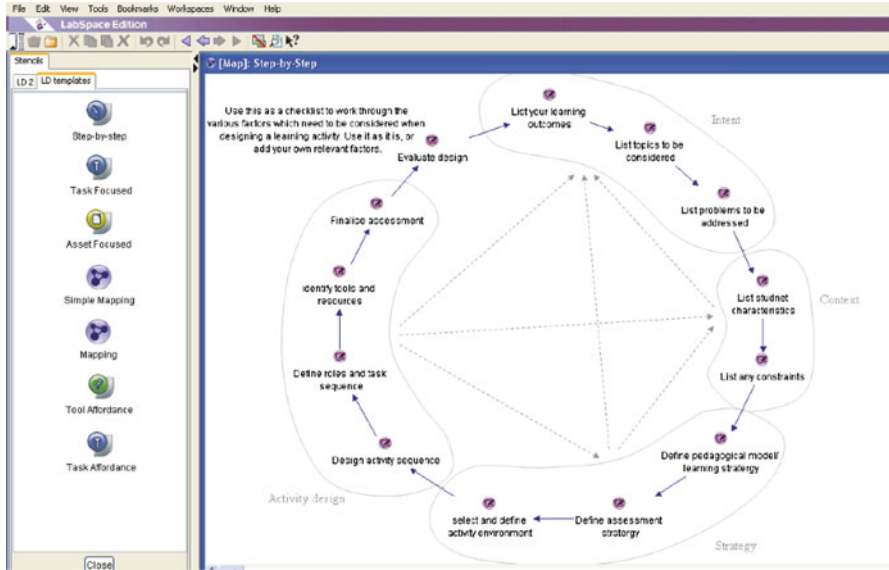 File Edit View Tools Bookmarks Workspaces Window Help
LabSpace Edition
Stencils
LD 2 LD templates
Step-by-step
Task Focused
Asset Focused
Simple Mapping
Mapping
Tool Affordance
Task Affordance
Close
[Map]: Step-by-Step
Use this as a checklist to work through the
various factors which need to be considered when
designing a learning activity. Use it as it is, or
add your own relevant factors.
Evaluate design
List your learning
outcomes
Intent
List topics to be
considered
List problems to be
addressed
List studnet
characteristics
Context
List any constraints
Define pedagogical model/
learning stratergy
Strategy
Define assessment
stratorgy
select and define
activity environment
Activity design
Design activity sequence
Define roles and task
sequence
Identify tools and
resources
Finalise assessment